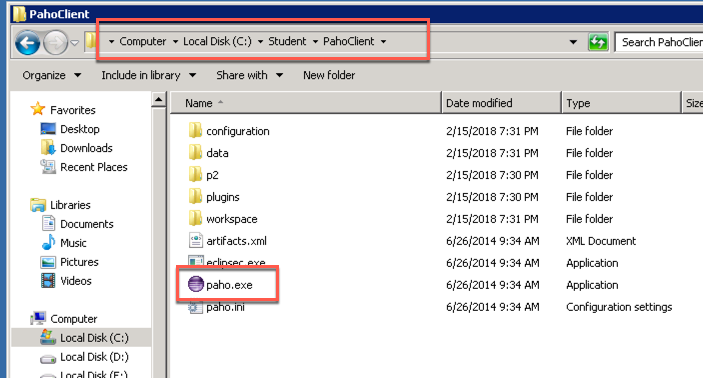 PahoClient
Computer Local Disk (C:) Student PahoClient
Search PahoClien
Organize Include in library Share with New folder
Name Date modified Type Size
Favorites
Desktop
Downloads
Recent Places
Libraries
Documents
Music
Pictures
Videos
Computer
Local Disk (C:)
Local Disk (D:)
Local Disk (E:)
configuration 2/15/2018 7:31 PM File folder
data 2/15/2018 7:31 PM File folder
p2 2/15/2018 7:30 PM File folder
plugins 2/15/2018 7:30 PM File folder
workspace 2/15/2018 7:31 PM File folder
artifacts.xml 6/26/2014 9:34 AM XML Document
eclipsec.exe 6/26/2014 9:34 AM Application
paho.exe 6/26/2014 9:34 AM Application
paho.ini 6/26/2014 9:34 AM Configuration settings